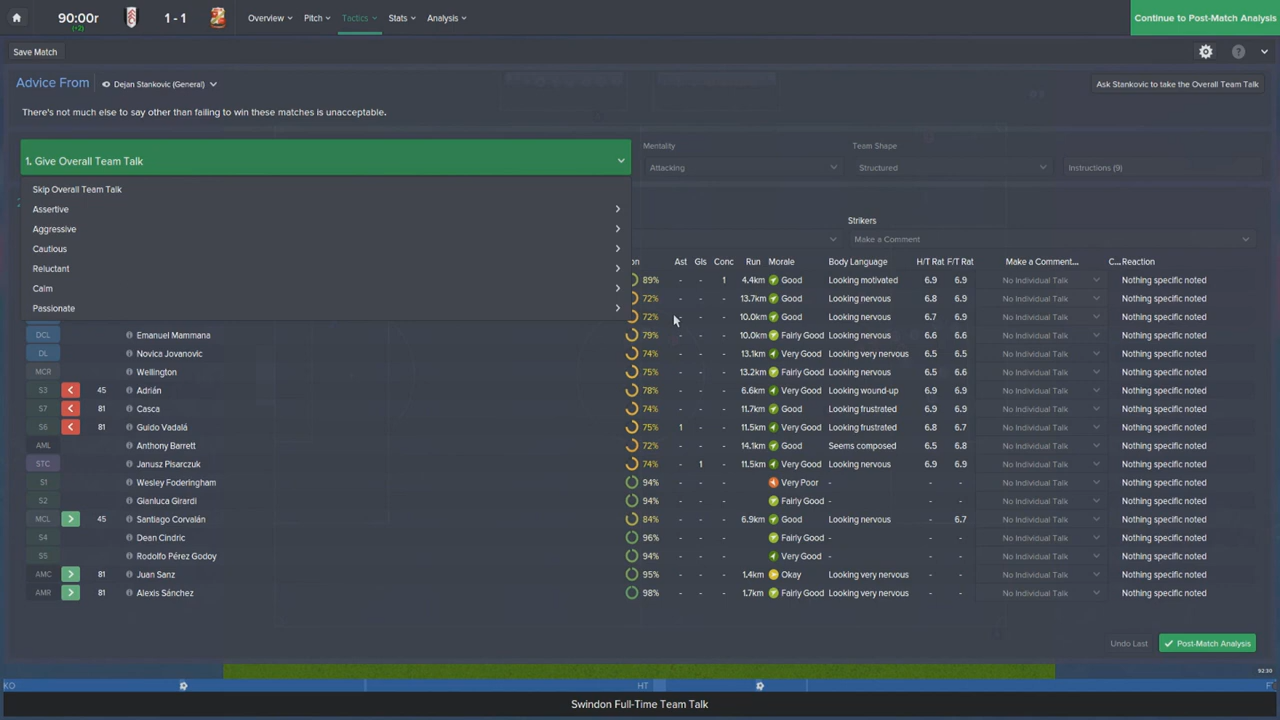 90:00r 1 - 1 Overview Pitch Tactics Stats Analysis Continue to Post-Match Analysis
(+2)
Save Match
Advice From Dejan Stankovic (General) Ask Stankovic to take the Overall Team Talk
There's not much else to say other than failing to win these matches is unacceptable.
Mentality Team Shape
1. Give Overall Team Talk Attacking Structured Instructions (9)
Skip Overall Team Talk
Assertive
Strikers
Aggressive
Make a Comment
Cautious
Ast Gls Conc Run Morale Body Language H/T Rat F/T Rat Make a Comment... C... Reaction
Reluctant
89% - - 1 4.4km Good Looking motivated 6.9 6.9 No Individual Talk Nothing specific noted
Calm
72% - - - 13.7km Good Looking nervous 6.8 6.9 No Individual Talk Nothing specific noted
Passionate
72% - - - 10.0km Good Looking nervous 6.7 6.9 No Individual Talk Nothing specific noted
DCL Emanuel Mammana 79% - - - 10.0km Fairly Good Looking nervous 6.6 6.6 No Individual Talk Nothing specific noted
DL Novica Jovanovic 74% - - - 13.1km Very Good Looking very nervous 6.5 6.5 No Individual Talk Nothing specific noted
MCR Wellington 75% - - - 13.2km Fairly Good Looking nervous 6.5 6.6 No Individual Talk Nothing specific noted
S3 45 Adrián 78% - - - 6.6km Very Good Looking wound-up 6.9 6.9 No Individual Talk Nothing specific noted
S7 81 Casca 74% - - - 11.7km Good Looking frustrated 6.9 6.9 No Individual Talk Nothing specific noted
S6 81 Guido Vadalá 75% 1 - - 11.5km Very Good Looking frustrated 6.8 6.7 No Individual Talk Nothing specific noted
AML Anthony Barrett 72% - - - 14.1km Good Seems composed 6.5 6.8 No Individual Talk Nothing specific noted
STC Janusz Pisarczuk 74% - 1 - 11.5km Very Good Looking nervous 6.9 6.9 No Individual Talk Nothing specific noted
S1 Wesley Foderingham 94% - - - Very Poor - - - No Individual Talk Nothing specific noted
S2 Gianluca Girardi 94% - - - Fairly Good - - - No Individual Talk Nothing specific noted
MCL 45 Santiago Corvalán 84% - - - 6.9km Good Looking nervous - 6.7 No Individual Talk Nothing specific noted
S4 Dean Cindric 96% - - - Fairly Good - - - No Individual Talk Nothing specific noted
S5 Rodolfo Pérez Godoy 94% - - - Very Good - - - No Individual Talk Nothing specific noted
AMC 81 Juan Sanz 95% - - - 1.4km Okay Looking very nervous - - No Individual Talk Nothing specific noted
AMR 81 Alexis Sánchez 98% - - - 1.7km Fairly Good Looking very nervous - - No Individual Talk Nothing specific noted
Undo Last Post-Match Analysis
92:30
KO HT
Swindon Full-Time Team Talk